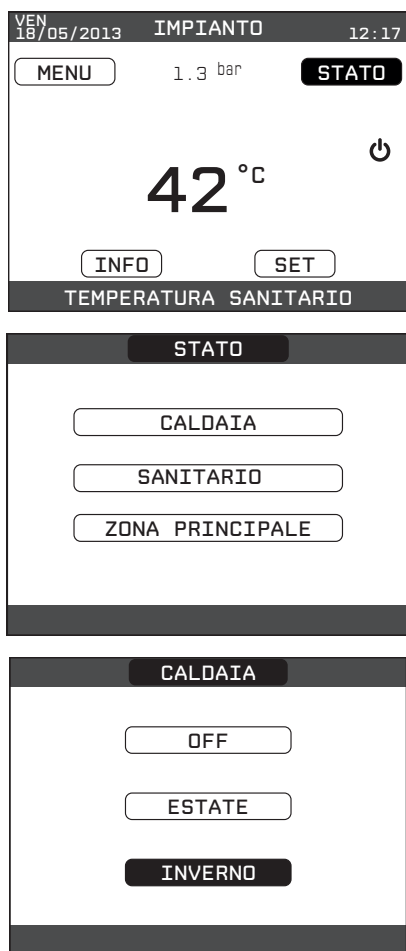 VEN
18/05/2013 IMPIANTO 12:17
MENU 1.3 bar STATO
42 °C
INFO SET
TEMPERATURA SANITARIO
STATO
CALDAIA
SANITARIO
ZONA PRINCIPALE
CALDAIA
OFF
ESTATE
INVERNO